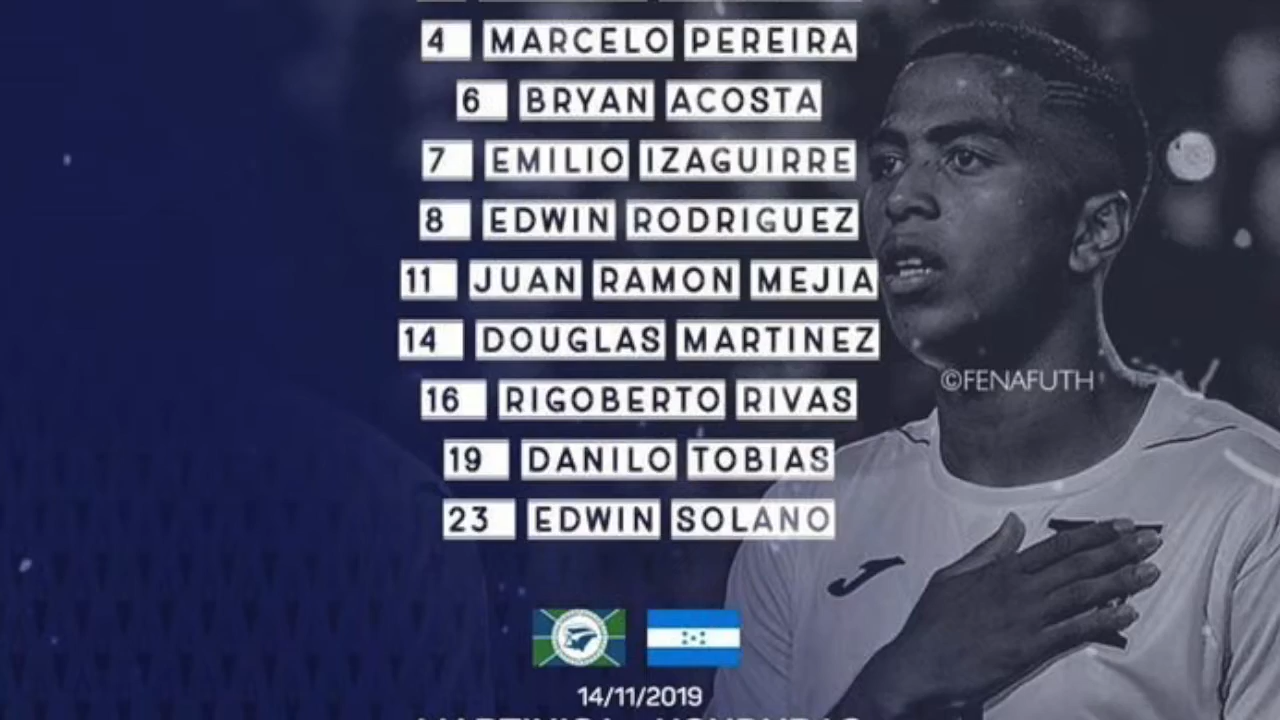 4 MARCELO PEREIRA
6 BRYAN ACOSTA
7 EMILIO IZAGUIRRE
8 EDWIN RODRIGUEZ
11 JUAN RAMON MEJIA
14 DOUGLAS MARTINEZ
16 RIGOBERTO RIVAS
©FENAFUTH
19 DANILO TOBIAS
23 EDWIN SOLANO
14/11/2019